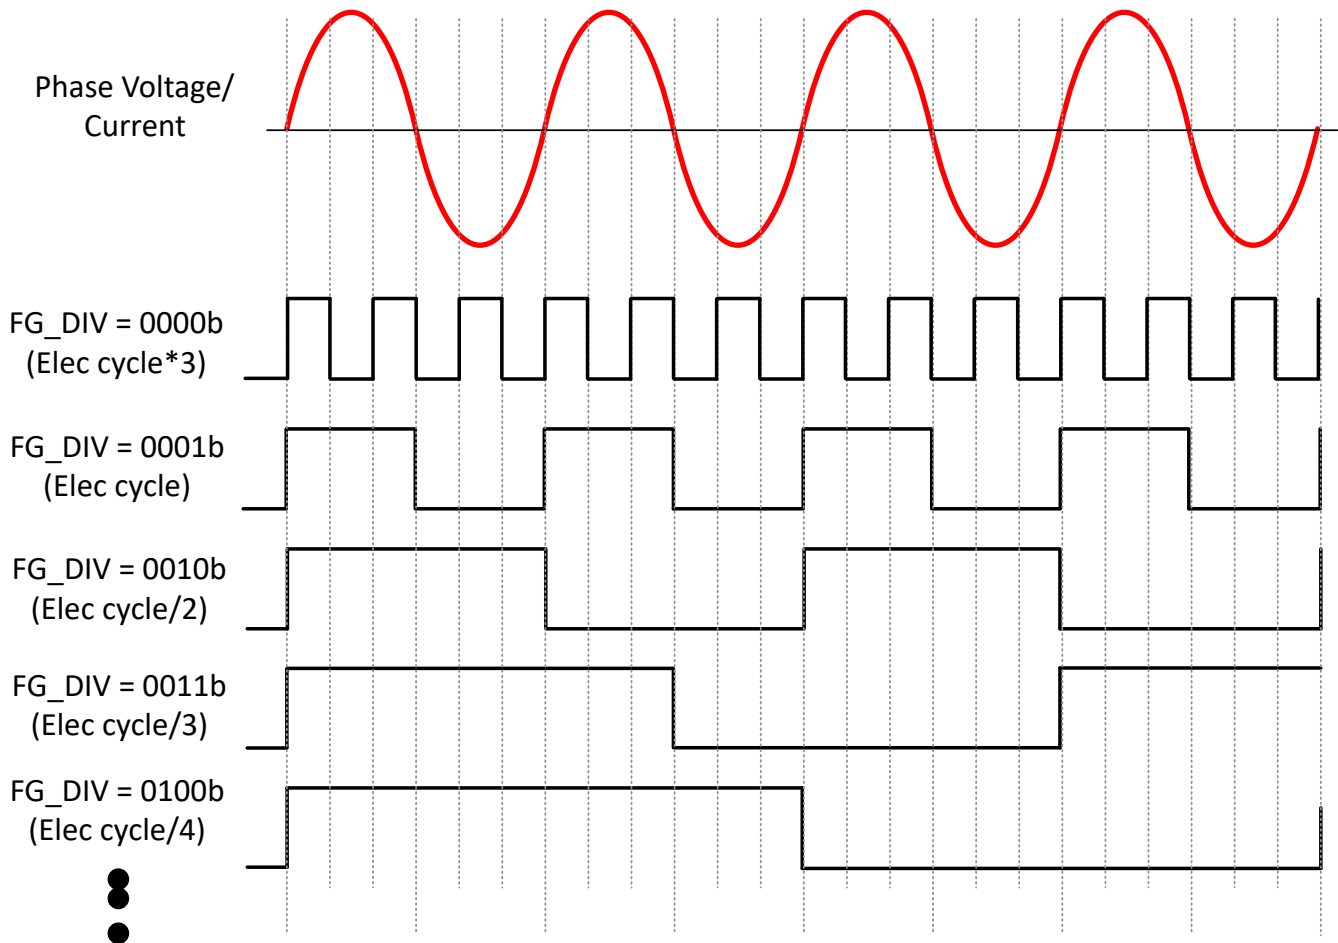 Phase Voltage/
Current
FG_DIV = 0000b
(Elec cycle*3)
FG_DIV = 0001b
(Elec cycle)
FG_DIV = 0010b
(Elec cycle/2)
FG_DIV = 0011b
(Elec cycle/3)
FG_DIV = 0100b
(Elec cycle/4)